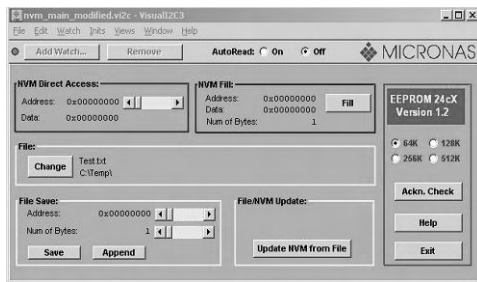 nvm_main_modified.vi2c - VisualI2C3
File Edit Watch Inits Views Window Help
Add Watch... Remove AutoRead: On Off MICRONAS
NVM Direct Access:
Address: 0x00000000
Data: 0x00000000
NVM Fill:
Address: 0x00000000
Data: 0x00000000
Num of Bytes: 1
Fill
EEPROM 24cX
Version 1.2
64K 128K
256K 512K
File:
Change
Test.txt
C:\Temp\
Ackn. Check
File Save:
Address: 0x00000000
Num of Bytes: 1
Save Append
File/NVM Update:
Update NVM from File
Help
Exit